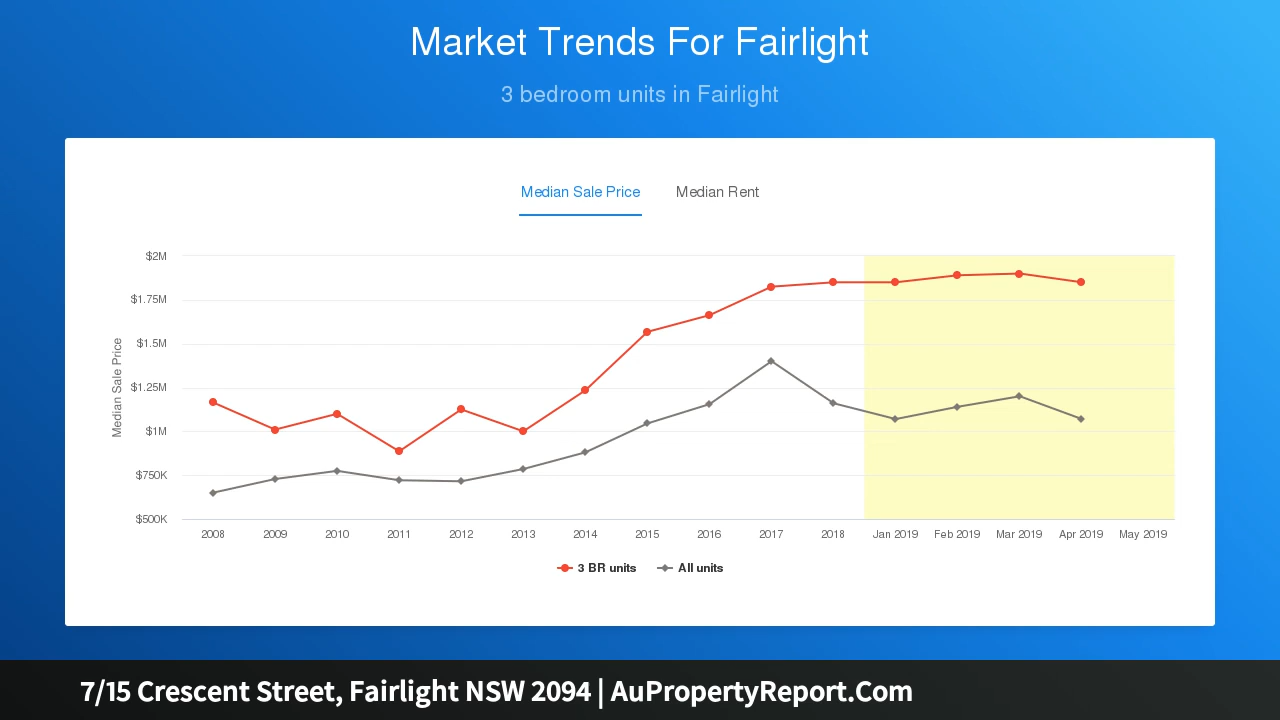 Market Trends For Fairlight
3 bedroom units in Fairlight
Median Sale Price Median Rent
Median Sale Price
$2M
$1.75M
$1.5M
$1.25M
$1M
$750K
$500K
2008 2009 2010 2011 2012 2013 2014 2015 2016 2017 2018 Jan 2019 Feb 2019 Mar 2019 Apr 2019 May 2019
3 BR units All units
7/15 Crescent Street, Fairlight NSW 2094 | AuPropertyReport.Com